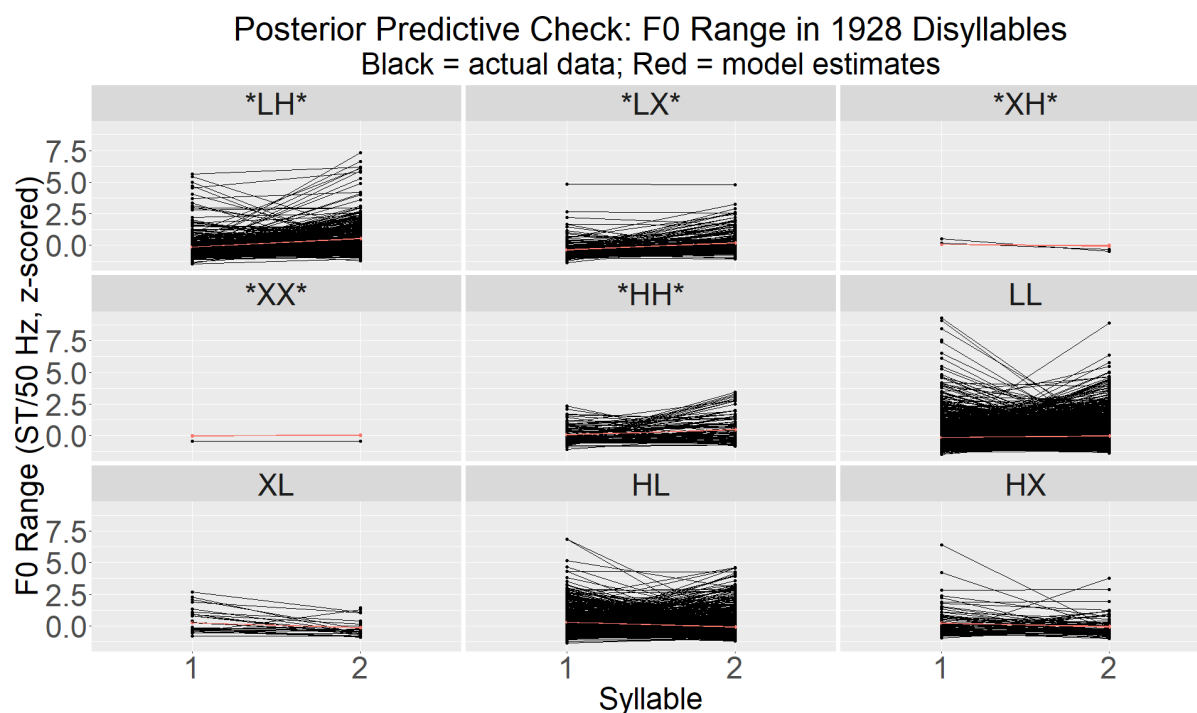 Posterior Predictive Check: F0 Range in 1928 Disyllables
Black = actual data; Red = model estimates
F0 Range (ST/50 Hz, z-scored)
*LH* *LX* *XH*
7.5
5.0
2.5
0.0
*XX* *HH* LL
7.5
5.0
2.5
0.0
XL HL HX
7.5
5.0
2.5
0.0
1 2 1 2 1 2
Syllable